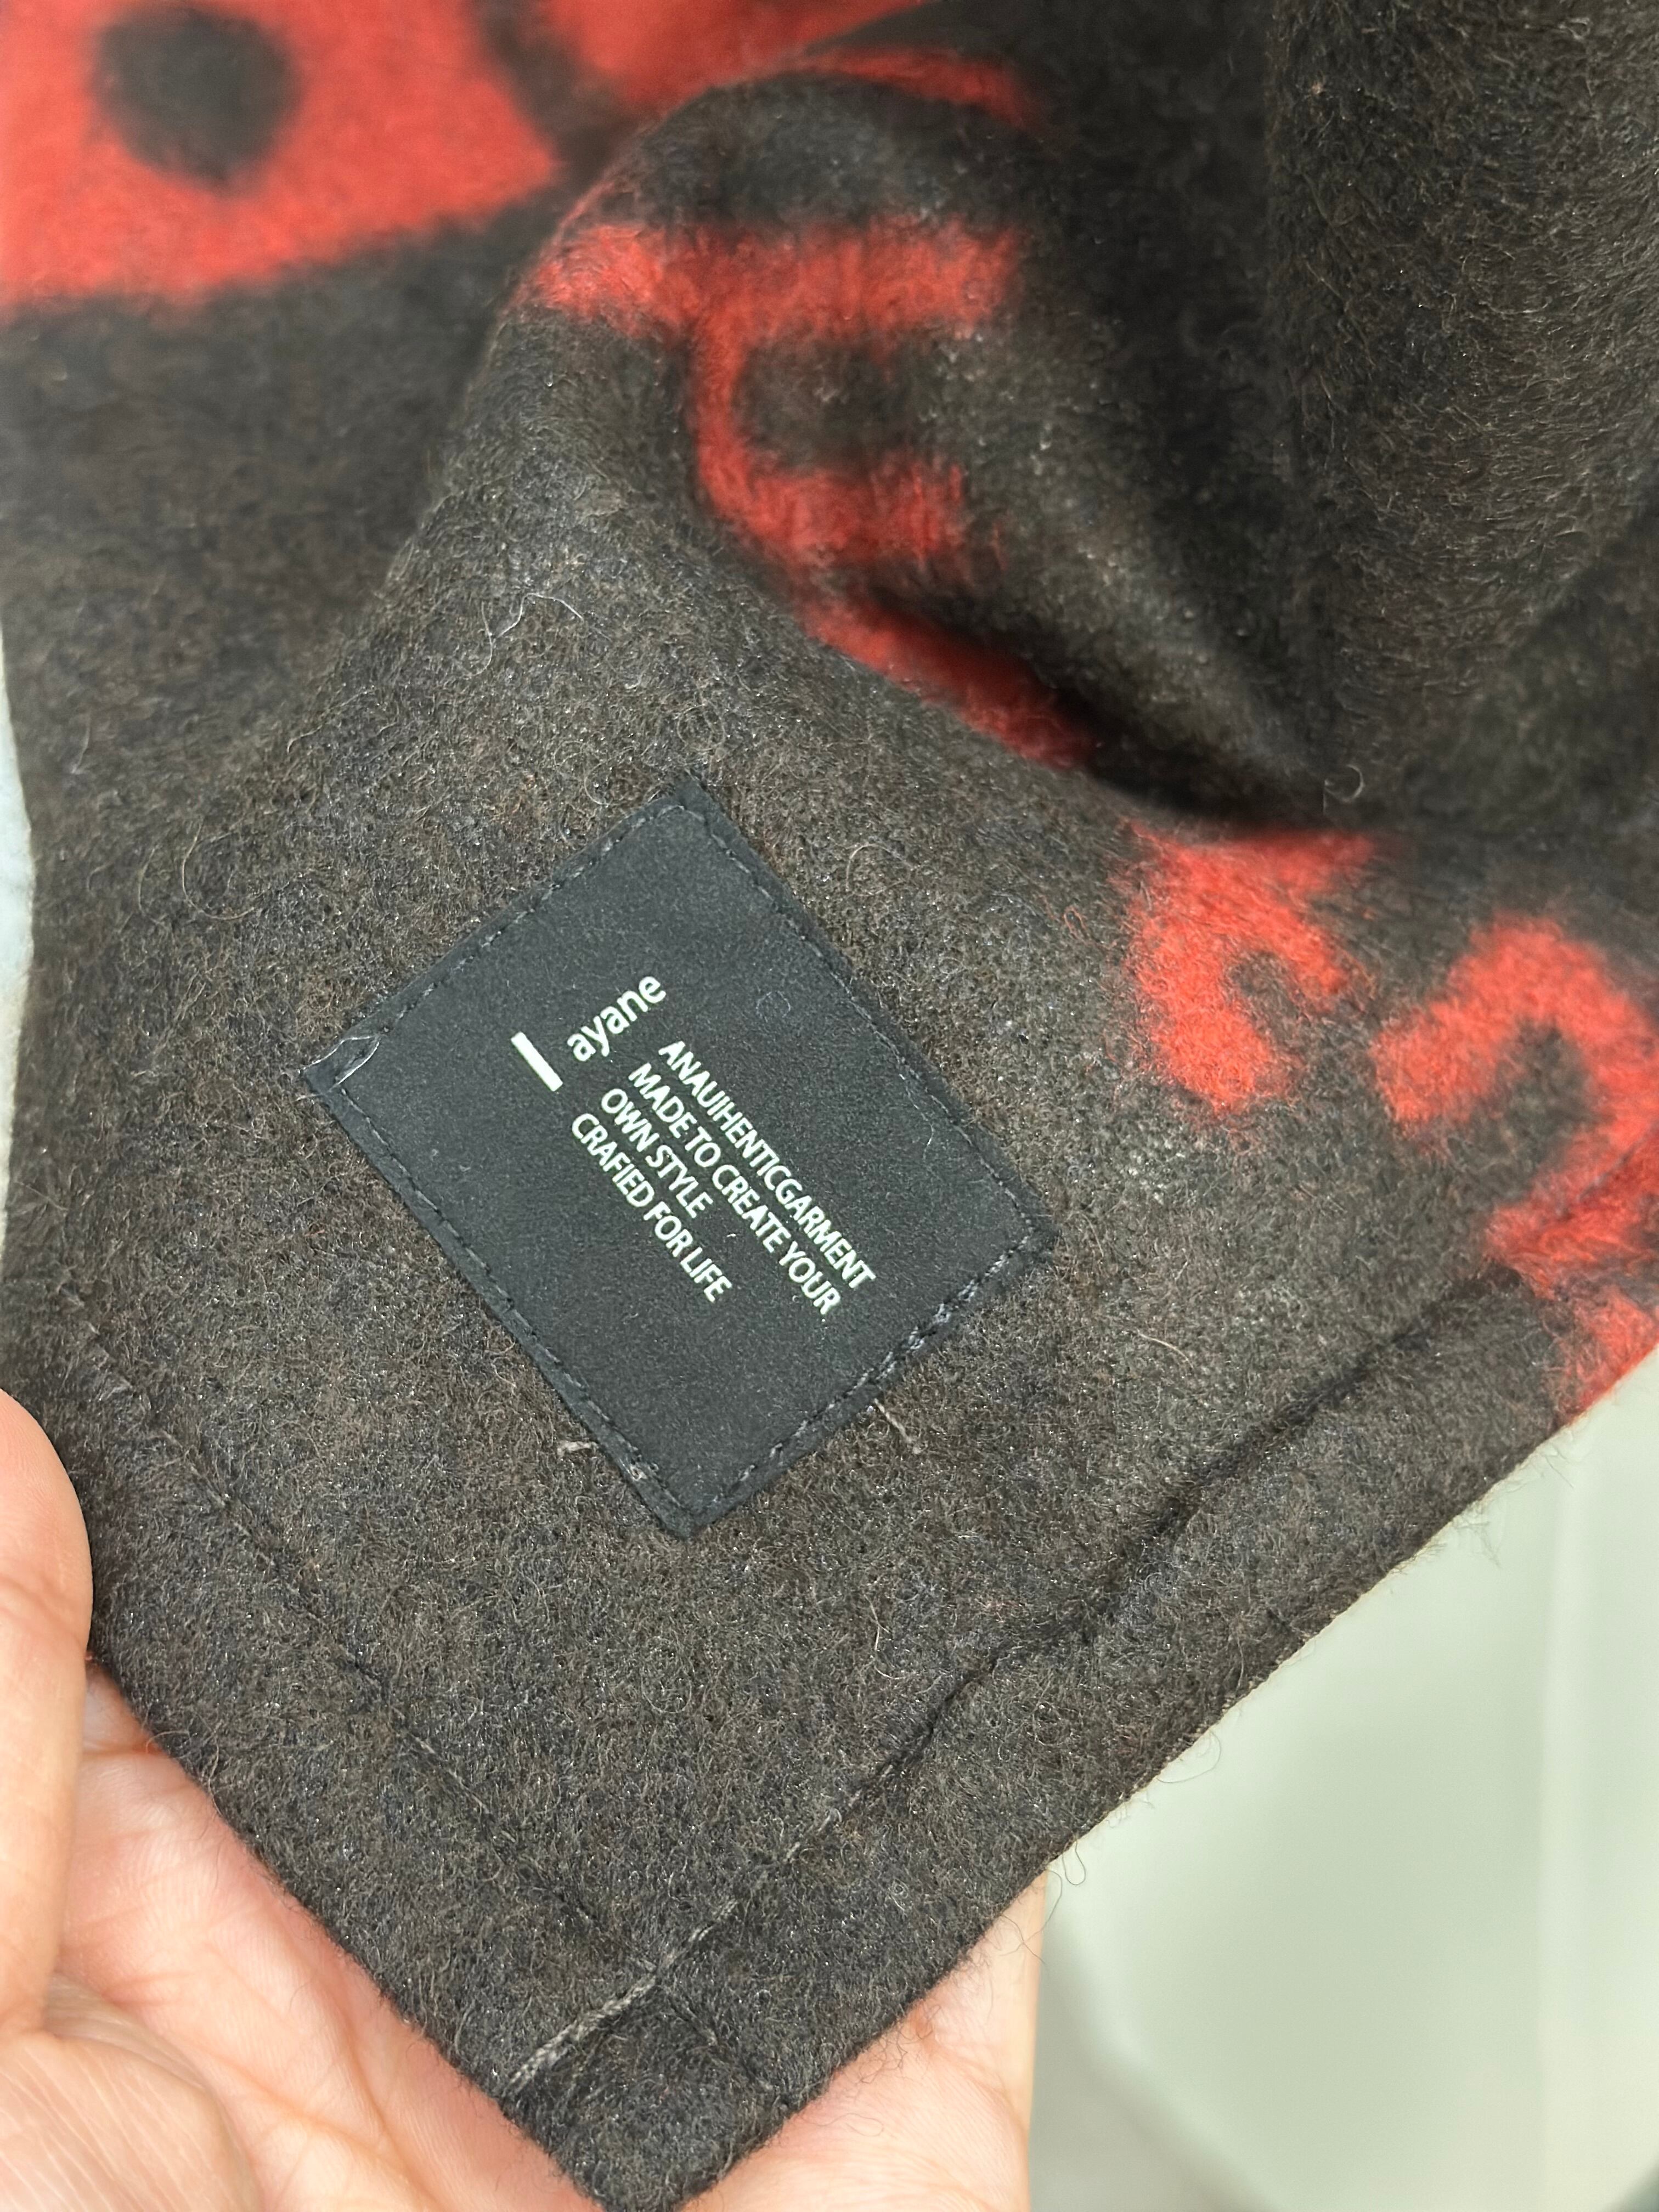 ayane
ANAUIHENTICGARMENT
MADE TO CREATE YOUR
OWN STYLE
CRAFIED FOR LIFE